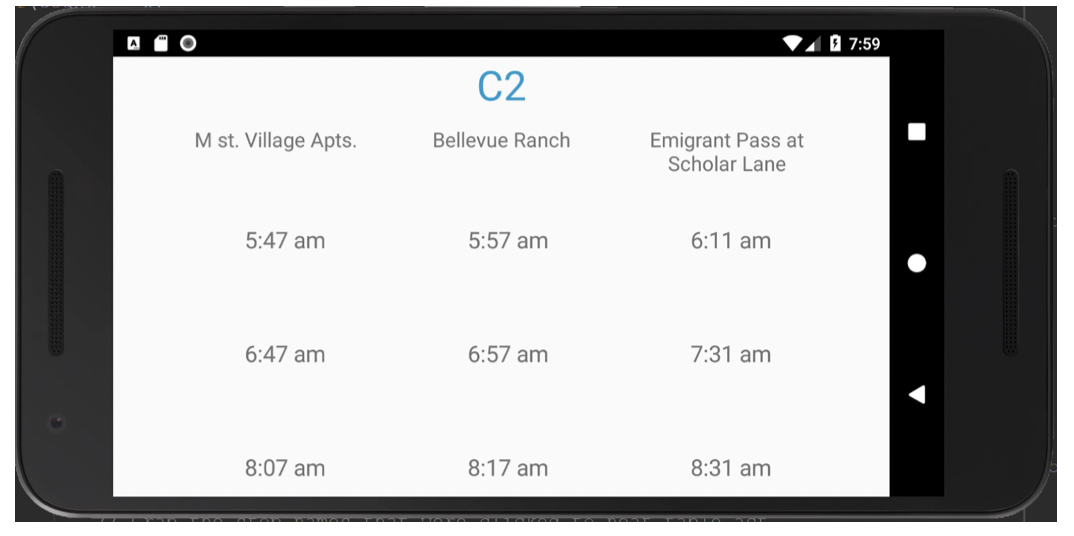 7:59
C2
M st. Village Apts.
Bellevue Ranch
Emigrant Pass at
Scholar Lane
5:47 am 5:57 am 6:11 am
6:47 am 6:57 am 7:31 am
8:07 am 8:17 am 8:31 am